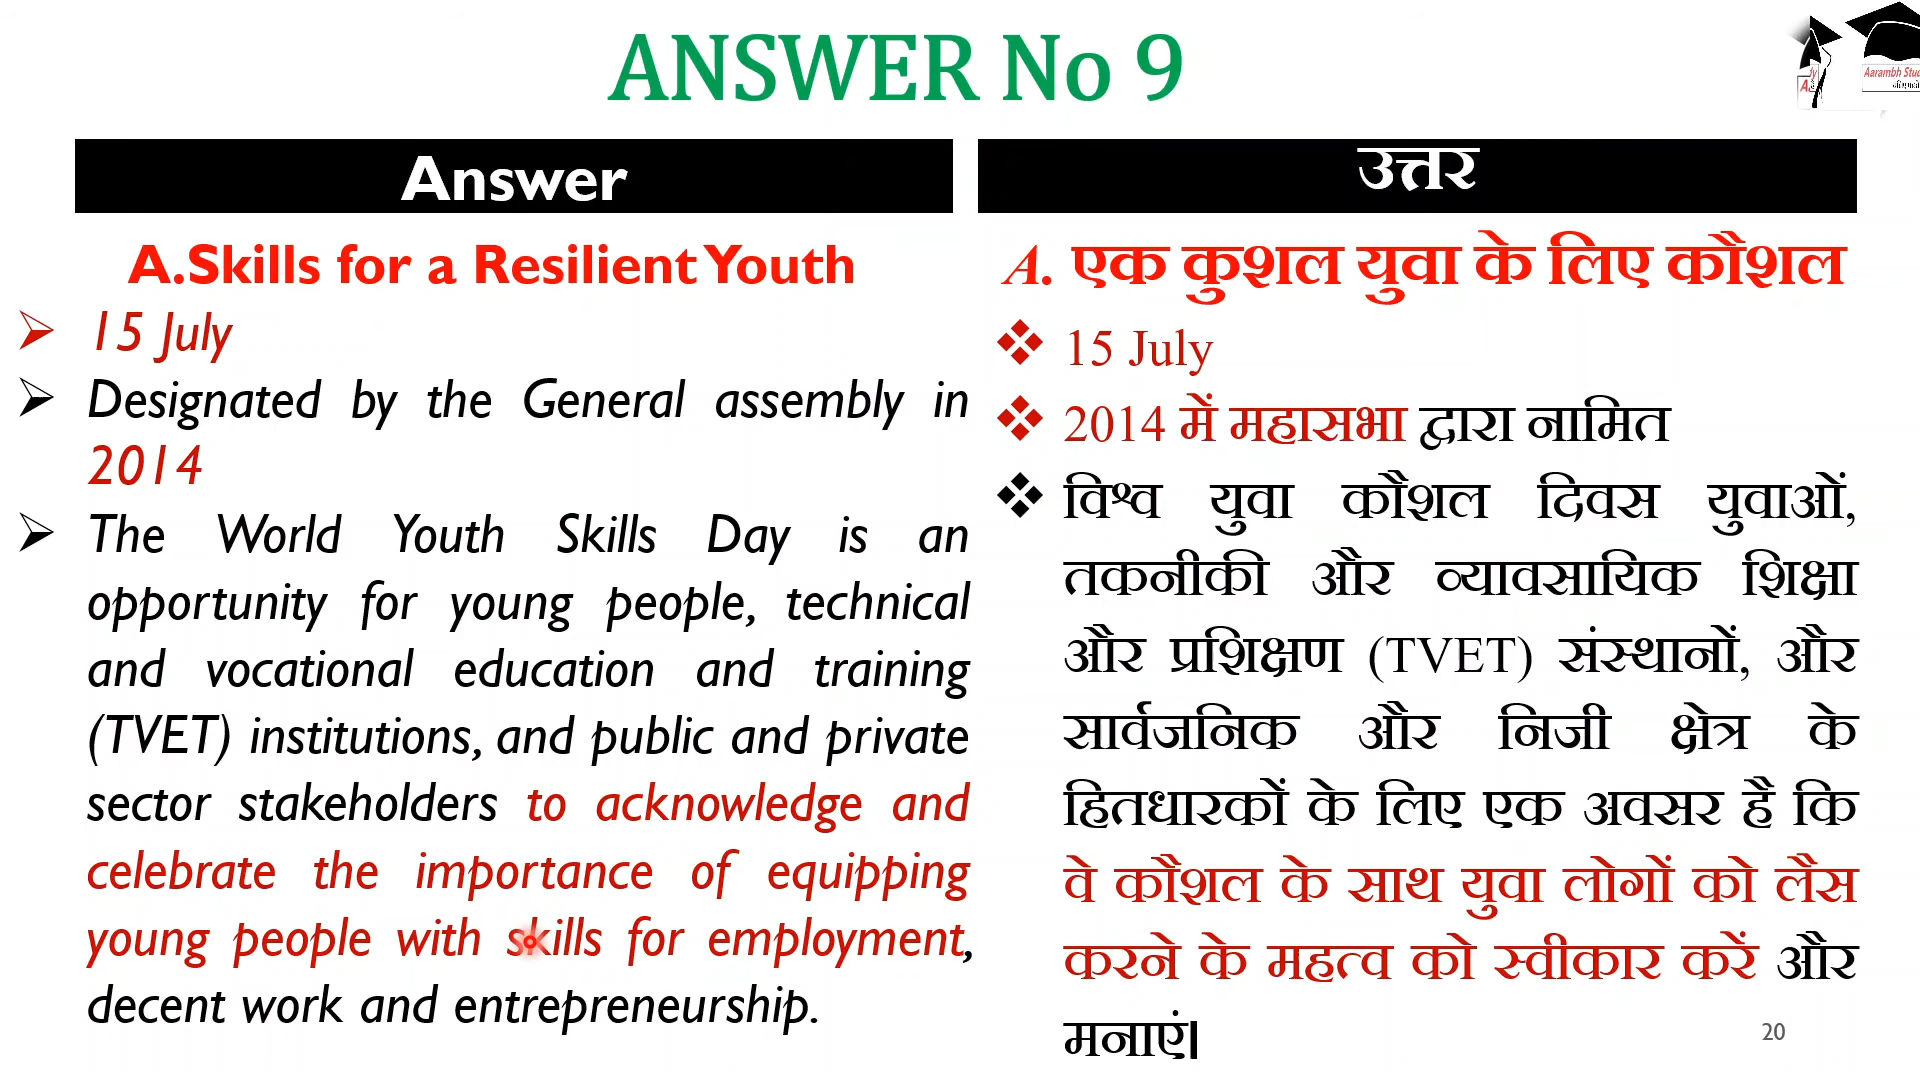 ANSWER No 9
Aarambh Stud
Answer
A.Skills for a Resilient Youth
15 July
Designated by the General assembly in
2014
The World Youth Skills Day is an
opportunity for young people, technical
and vocational education and training
(TVET) institutions, and public and private
sector stakeholders to acknowledge and
celebrate the importance of equipping
young people with skills for employment,
decent work and entrepreneurship.
उत्तर
A. एक कुशल युवा के लिए कौशल
15 July
2014 में महासभा द्वारा नामित
विश्व युवा कौशल दिवस युवाओं,
तकनीकी और व्यावसायिक शिक्षा
और प्रशिक्षण (TVET) संस्थानों, और
सार्वजनिक और निजी क्षेत्र के
हितधारकों के लिए एक अवसर है कि
वे कौशल के साथ युवा लोगों को लैस
करने के महत्व को स्वीकार करें और
मनाएं।
20